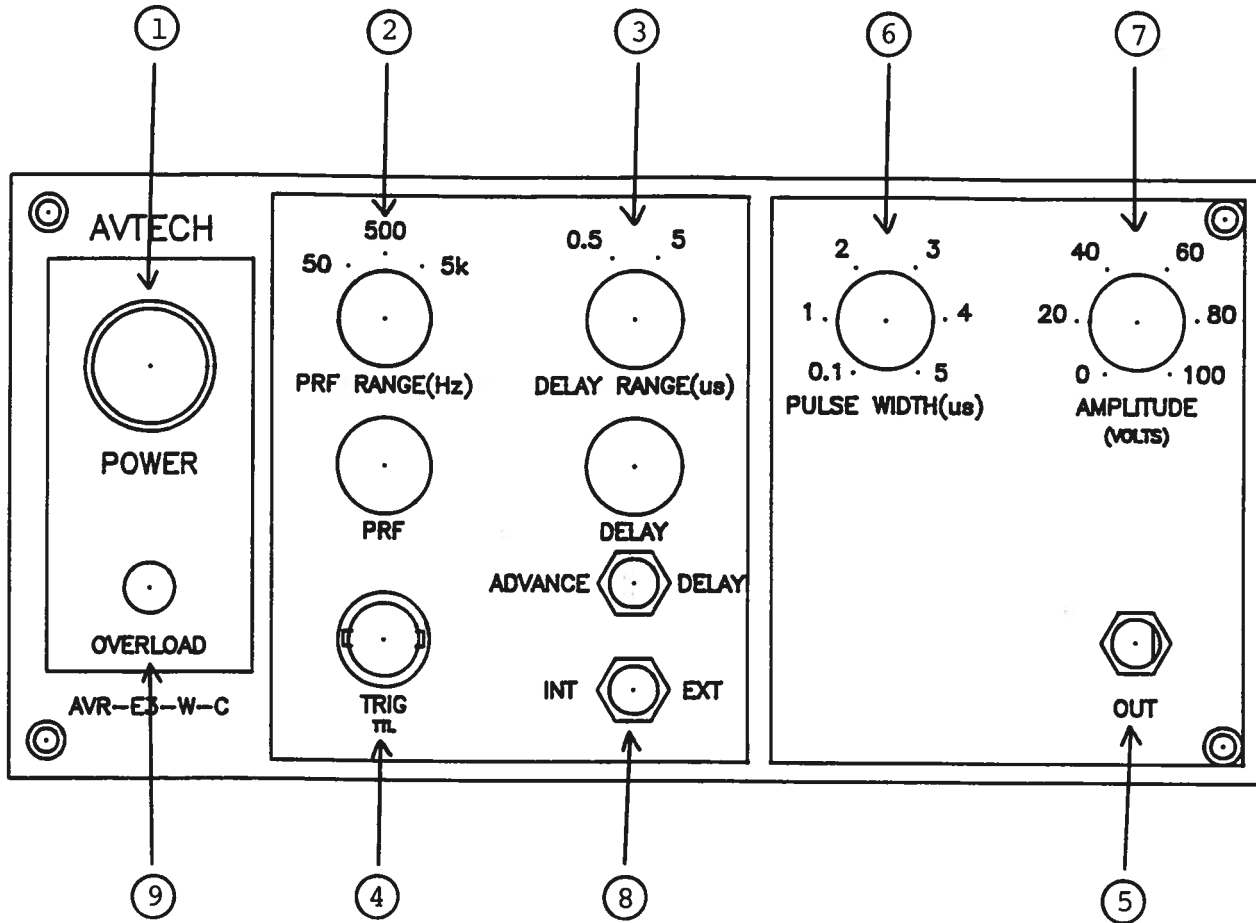 1 2 3 6 7
AVTECH
POWER
OVERLOAD
AVR-E3-W-C
50 500 5k
PRF RANGE(Hz)
PRF
TRIG
TTL
0.5 5
DELAY RANGE(us)
DELAY
ADVANCE DELAY
INT EXT
0.1 1 2 3 4 5
PULSE WIDTH(us)
0 20 40 60 80 100
AMPLITUDE
(VOLTS)
OUT
9 4 8 5